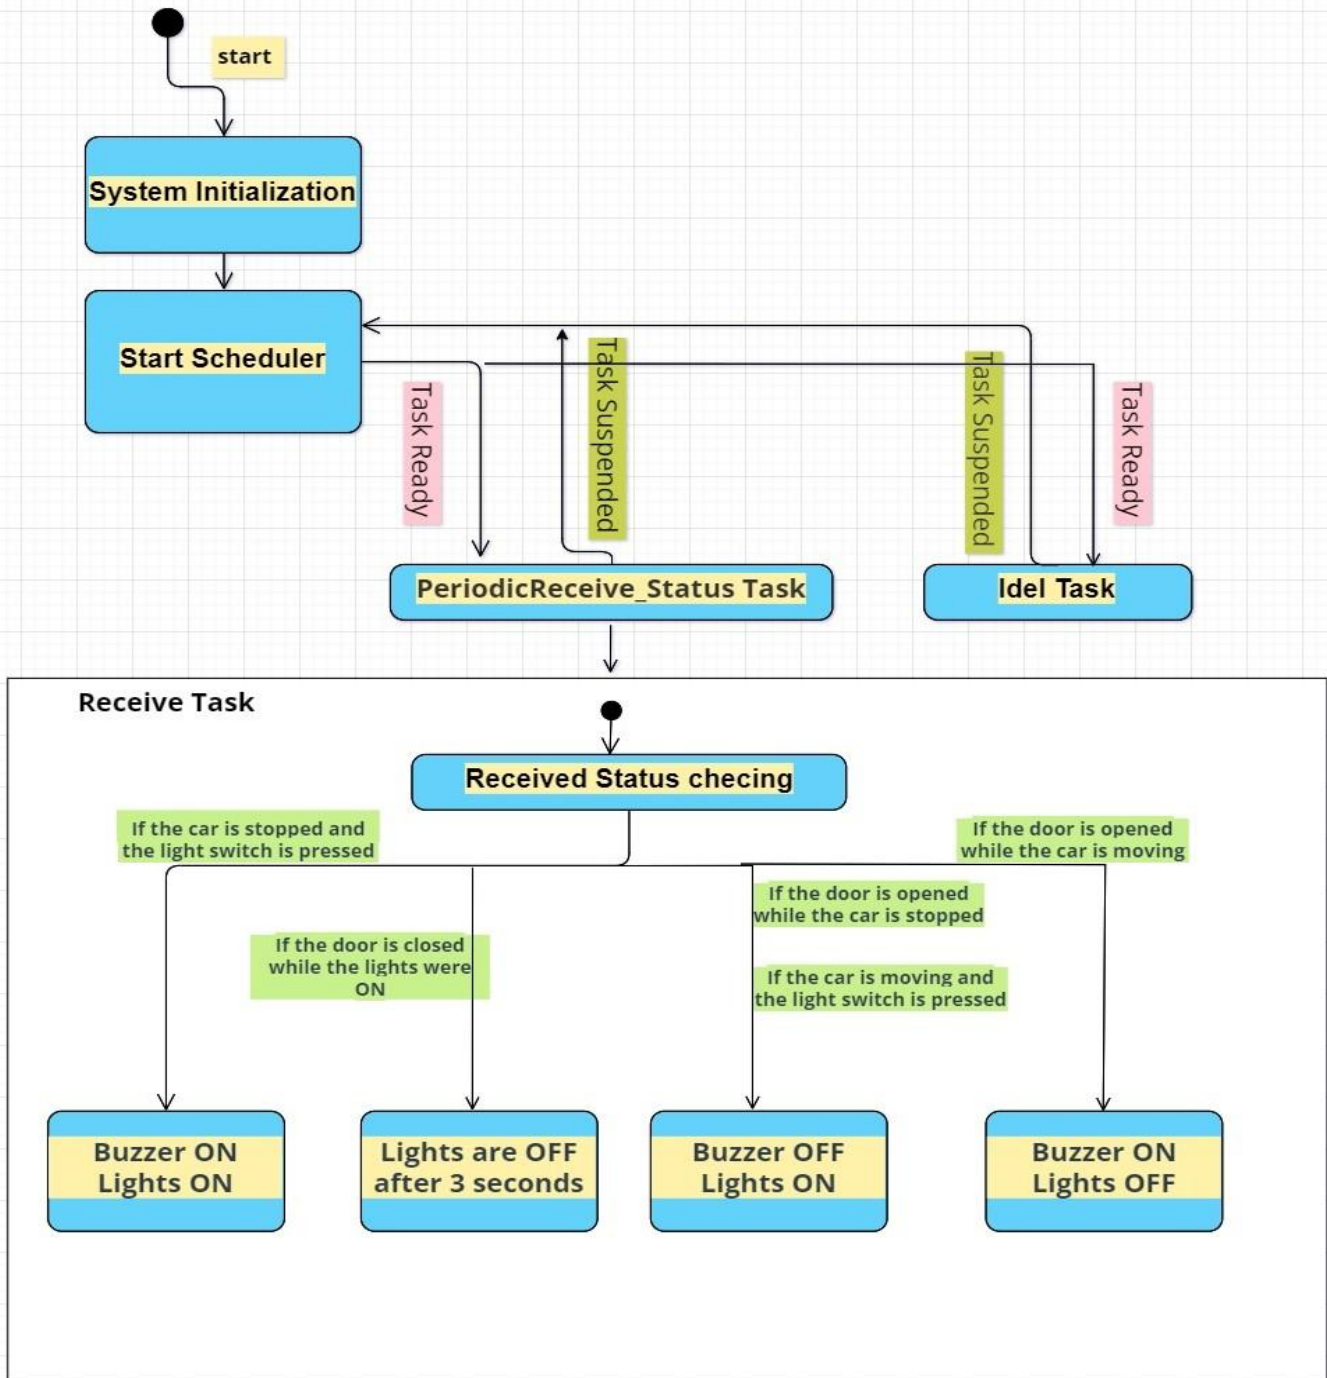 start
System Initialization
Start Scheduler
Task Ready
Task Suspended
Task Suspended
Task Ready
PeriodicReceive_Status Task
Idel Task
Receive Task
Received Status checing
If the car is stopped and
the light switch is pressed
If the door is opened
while the car is moving
If the door is opened
while the car is stopped
If the door is closed
while the lights were
ON
If the car is moving and
the light switch is pressed
Buzzer ON
Lights ON
Lights are OFF
after 3 seconds
Buzzer OFF
Lights ON
Buzzer ON
Lights OFF